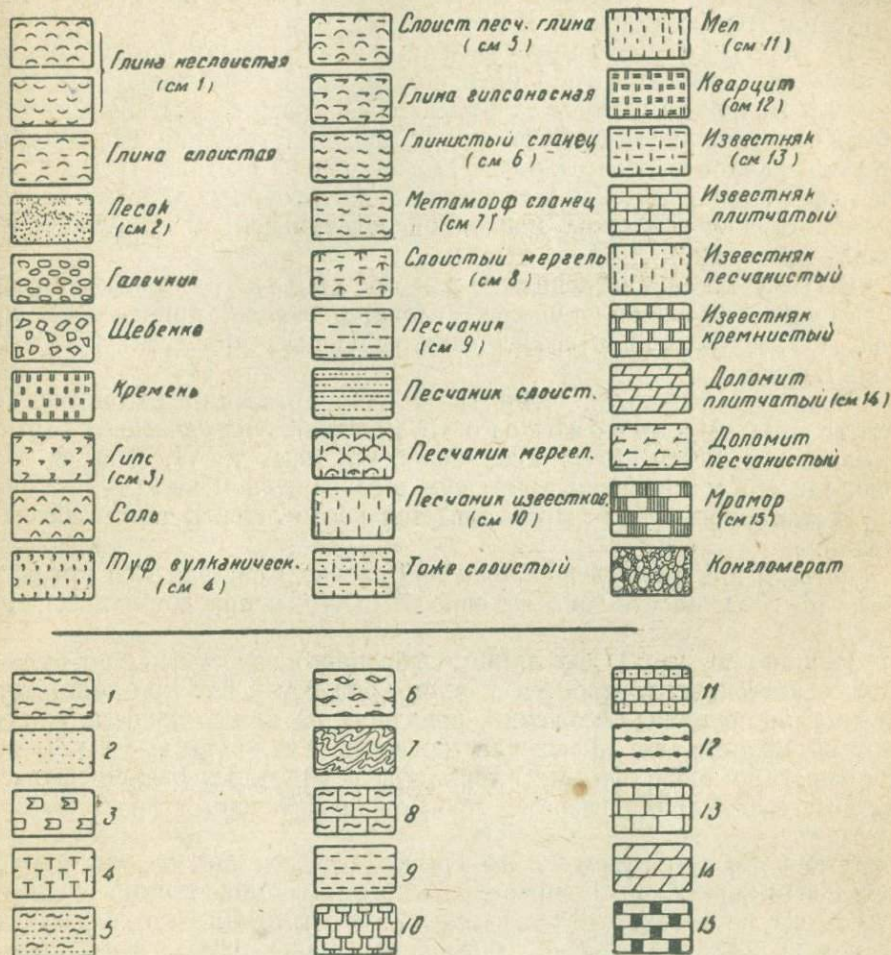 Глина неслоистая
(см 1)
Глина слоистая
Песок
(см 2)
Галечник
Щебенка
Кремень
Гипс
(см 3)
Соль
Туф вулканическ.
(см 4)
Слоист песч. глина
(см 5)
Глина гипсоносная
Глинистый сланец
(см 6)
Метаморф сланец
(см 7)
Слоистый мергель
(см 8)
Песчаник
(см 9)
Песчаник слоист.
Песчаник мергел.
Песчаник известков.
(см 10)
Тоже слоистый
Мел
(см 11)
Кварцит
(см 12)
Известняк
(см 13)
Известняк
плитчатый
Известняк
песчанистый
Известняк
кремнистый
Доломит
плитчатый (см 14)
Доломит
песчанистый
Мрамор
(см 15)
Конгломерат
1
2
3
4
5
6
7
8
9
10
11
12
13
14
15